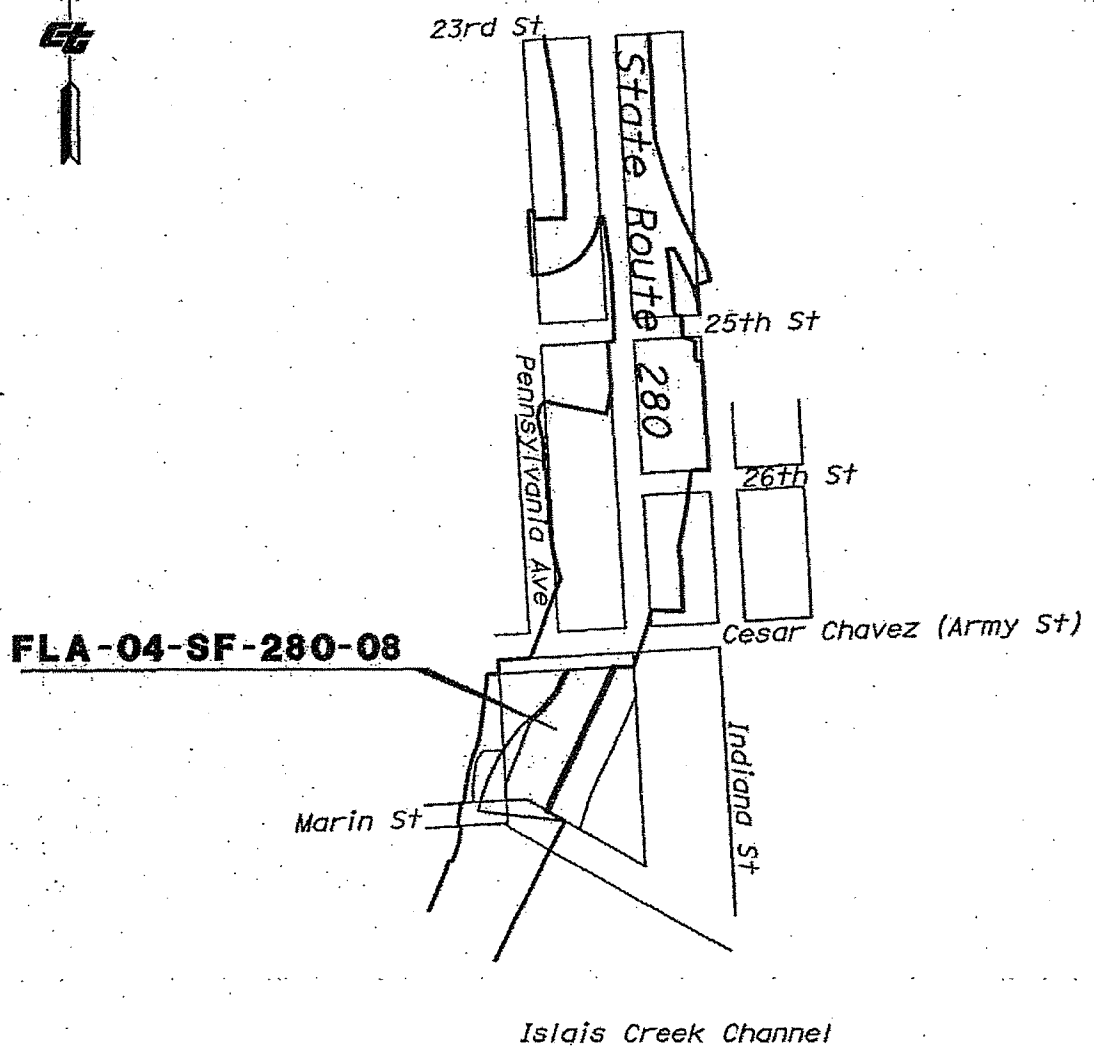 Ct
23rd St
State Route 280
25th St
Pennsylvania Ave
26th St
Cesar Chavez (Army St)
FLA-04-SF-280-08
Indiana St
Marin St
Islais Creek Channel